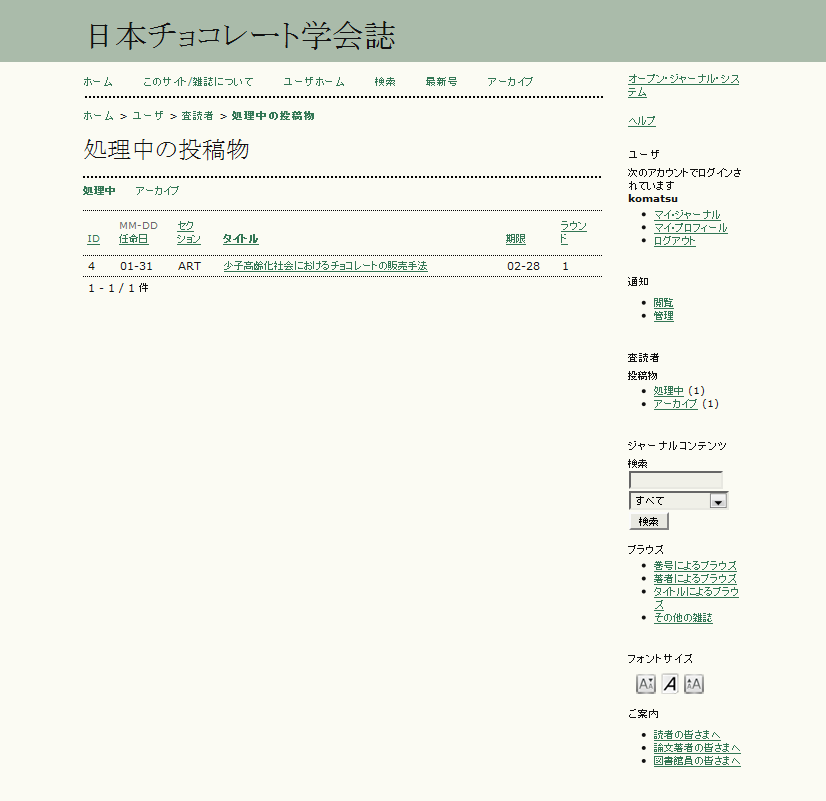 日本チョコレート学会誌
ホーム このサイト/雑誌について ユーザホーム 検索 最新号 アーカイブ
ホーム > ユーザ > 査読者 > 処理中の投稿物
処理中の投稿物
処理中 アーカイブ
ID MM-DD 任命日 セク ション タイトル 期限 ラウン ド
4 01-31 ART 少子高齢化社会におけるチョコレートの販売手法 02-28 1
1 - 1 / 1 件
オープン・ジャーナル・シス
テム
ヘルプ
ユーザ
次のアカウントでログインさ
れています
komatsu
マイ・ジャーナル
マイ・プロフィール
ログアウト
通知
閲覧
管理
査読者
投稿物
処理中 (1)
アーカイブ (1)
ジャーナルコンテンツ
検索
すべて
検索
ブラウズ
巻号によるブラウズ
著者によるブラウズ
タイトルによるブラウ
ズ
その他の雑誌
フォントサイズ
A A A
ご案内
読者の皆さまへ
論文著者の皆さまへ
図書館員の皆さまへ